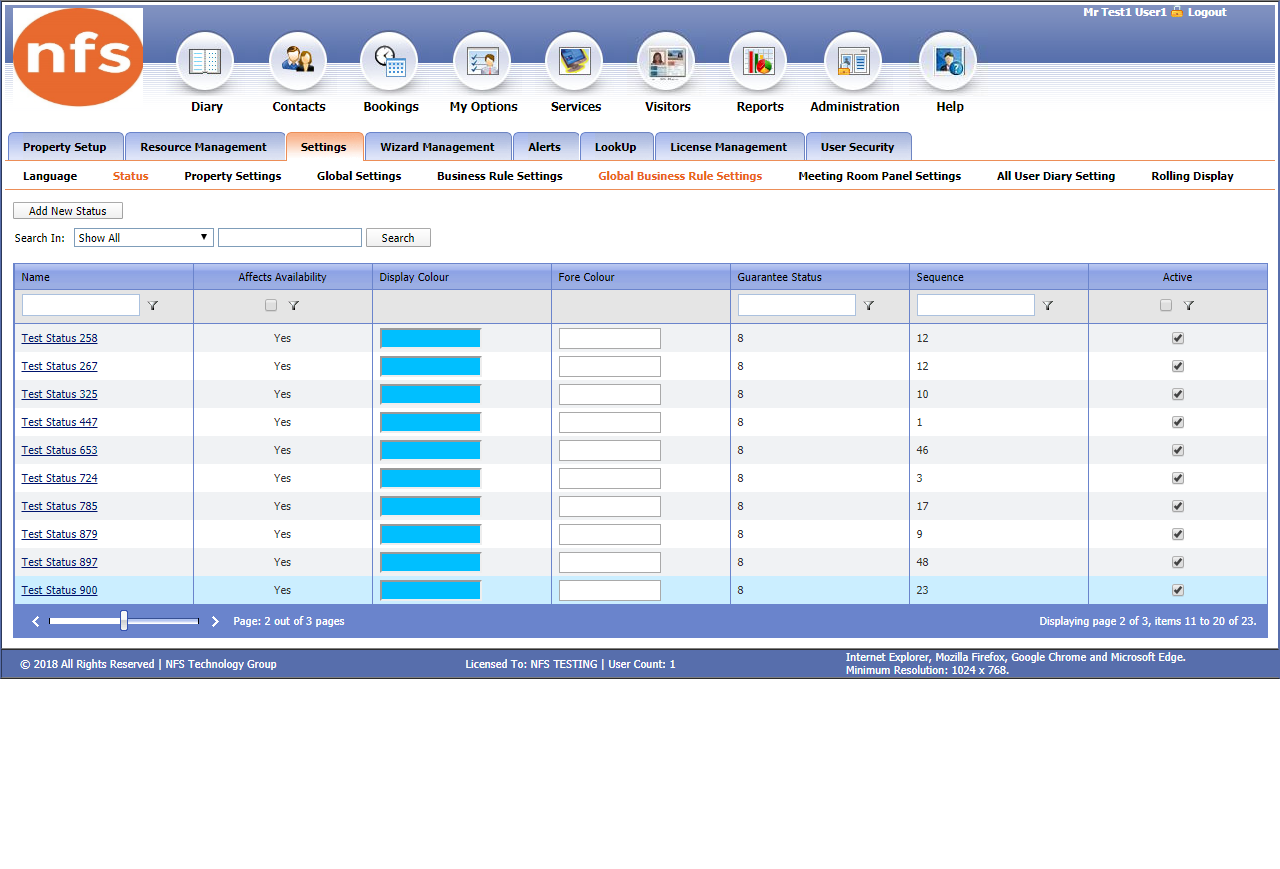 Mr Test1 User1 Logout
nfs
Diary Contacts Bookings My Options Services Visitors Reports Administration Help
Property Setup Resource Management Settings Wizard Management Alerts LookUp License Management User Security
Language Status Property Settings Global Settings Business Rule Settings Global Business Rule Settings Meeting Room Panel Settings All User Diary Setting Rolling Display
Add New Status
Search In: Show All Search
Name Affects Availability Display Colour Fore Colour Guarantee Status Sequence Active
Test Status 258 Yes 8 12
Test Status 267 Yes 8 12
Test Status 325 Yes 8 10
Test Status 447 Yes 8 1
Test Status 653 Yes 8 46
Test Status 724 Yes 8 3
Test Status 785 Yes 8 17
Test Status 879 Yes 8 9
Test Status 897 Yes 8 48
Test Status 900 Yes 8 23
Page: 2 out of 3 pages Displaying page 2 of 3, items 11 to 20 of 23.
© 2018 All Rights Reserved | NFS Technology Group Licensed To: NFS TESTING | User Count: 1 Internet Explorer, Mozilla Firefox, Google Chrome and Microsoft Edge.
Minimum Resolution: 1024 x 768.